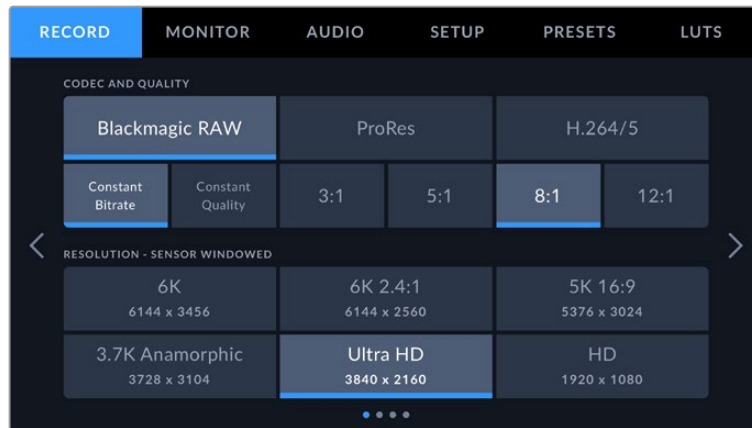 RECORD MONITOR AUDIO SETUP PRESETS LUTS
CODEC AND QUALITY
Blackmagic RAW ProRes H.264/5
Constant Bitrate Constant Quality 3:1 5:1 8:1 12:1
RESOLUTION - SENSOR WINDOWED
6K 6K 2.4:1 5K 16:9
6144 x 3456 6144 x 2560 5376 x 3024
3.7K Anamorphic Ultra HD HD
3728 x 3104 3840 x 2160 1920 x 1080